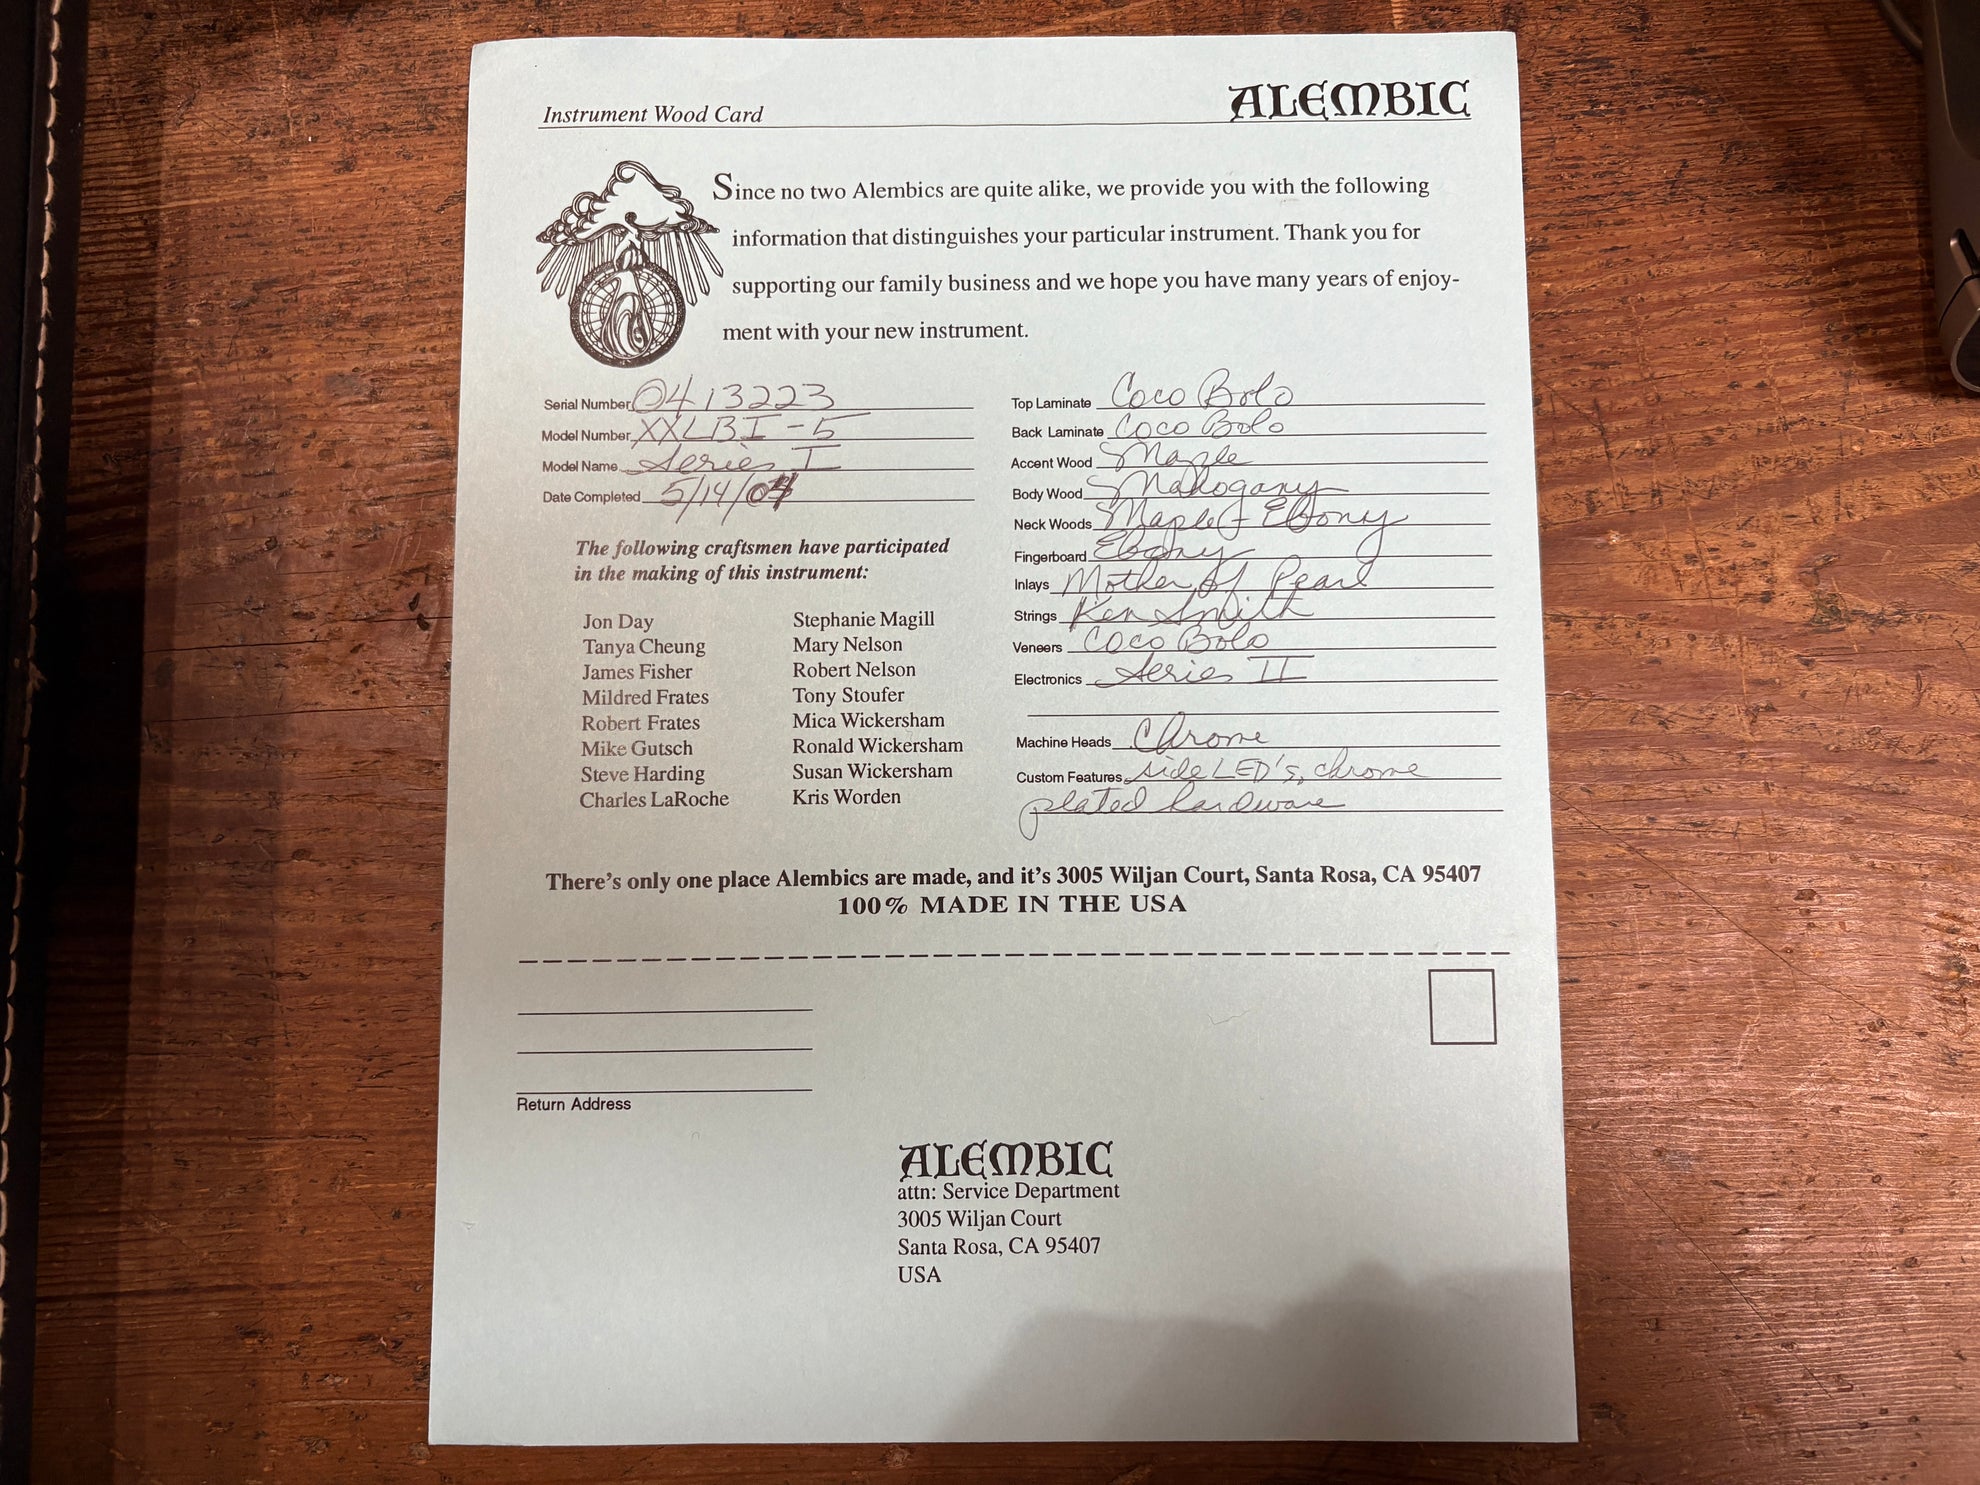 Instrument Wood Card
ALEMBIC
Since no two Alembics are quite alike, we provide you with the following
information that distinguishes your particular instrument. Thank you for
supporting our family business and we hope you have many years of enjoy-
ment with your new instrument.
Serial Number 0413223
Model Number XXLBI-5
Model Name Series I
Date Completed 5/14/04
The following craftsmen have participated
in the making of this instrument:
Jon Day
Tanya Cheung
James Fisher
Mildred Frates
Robert Frates
Mike Gutsch
Steve Harding
Charles LaRoche
Stephanie Magill
Mary Nelson
Robert Nelson
Tony Stoufer
Mica Wickersham
Ronald Wickersham
Susan Wickersham
Kris Worden
Top Laminate Coco Bolo
Back Laminate Coco Bolo
Accent Wood Maple
Body Wood Mahogany
Neck Woods Maple + Ebony
Fingerboard Ebony
Inlays Mother of Pearl
Strings Ken Smith
Veneers Coco Bolo
Electronics Series II
Machine Heads Chrome
Custom Features side LED's, chrome
plated hardware
There's only one place Alembics are made, and it's 3005 Wiljan Court, Santa Rosa, CA 95407
100% MADE IN THE USA
Return Address
ALEMBIC
attn: Service Department
3005 Wiljan Court
Santa Rosa, CA 95407
USA